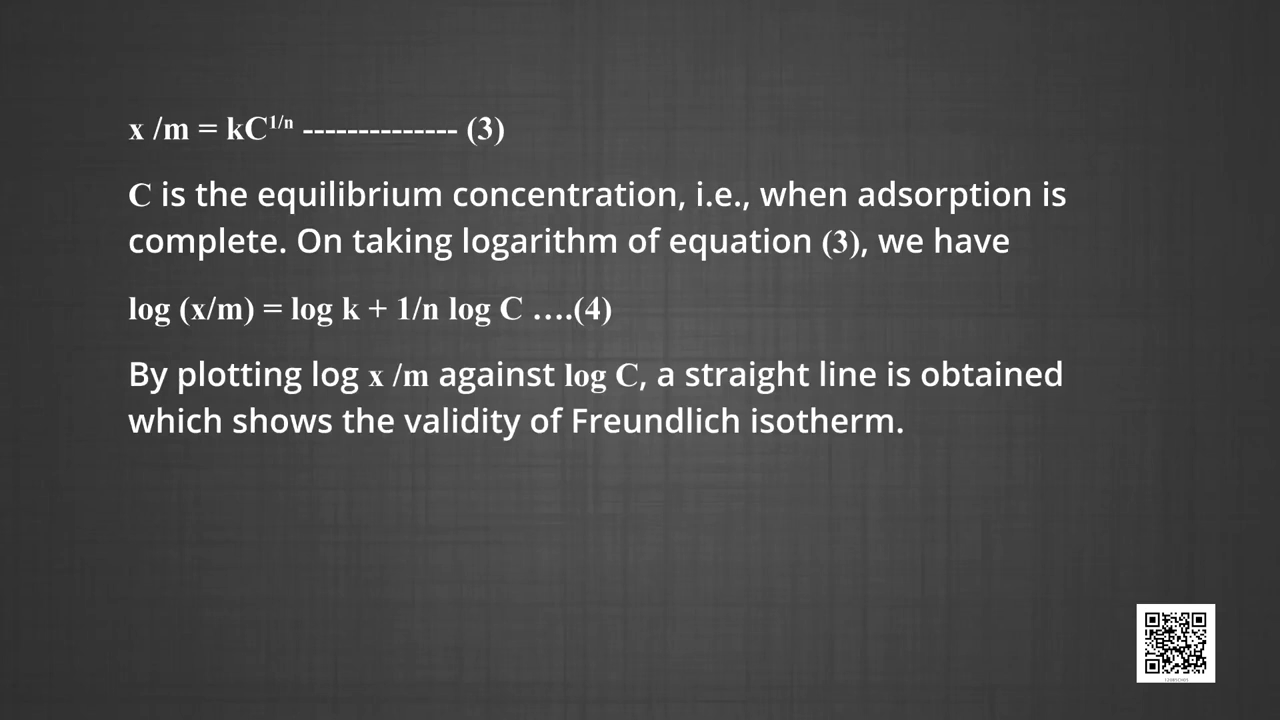 x /m = kC^1/n -------------- (3)
C is the equilibrium concentration, i.e., when adsorption is
complete. On taking logarithm of equation (3), we have
log (x/m) = log k + 1/n log C ….(4)
By plotting log x /m against log C, a straight line is obtained
which shows the validity of Freundlich isotherm.